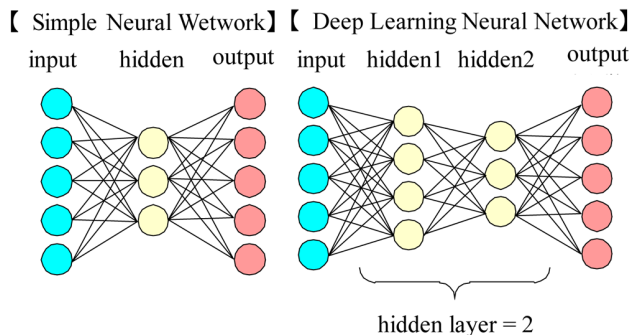 【 Simple Neural Wetwork】
input hidden output
【 Deep Learning Neural Network】
input hidden1 hidden2 output
hidden layer = 2